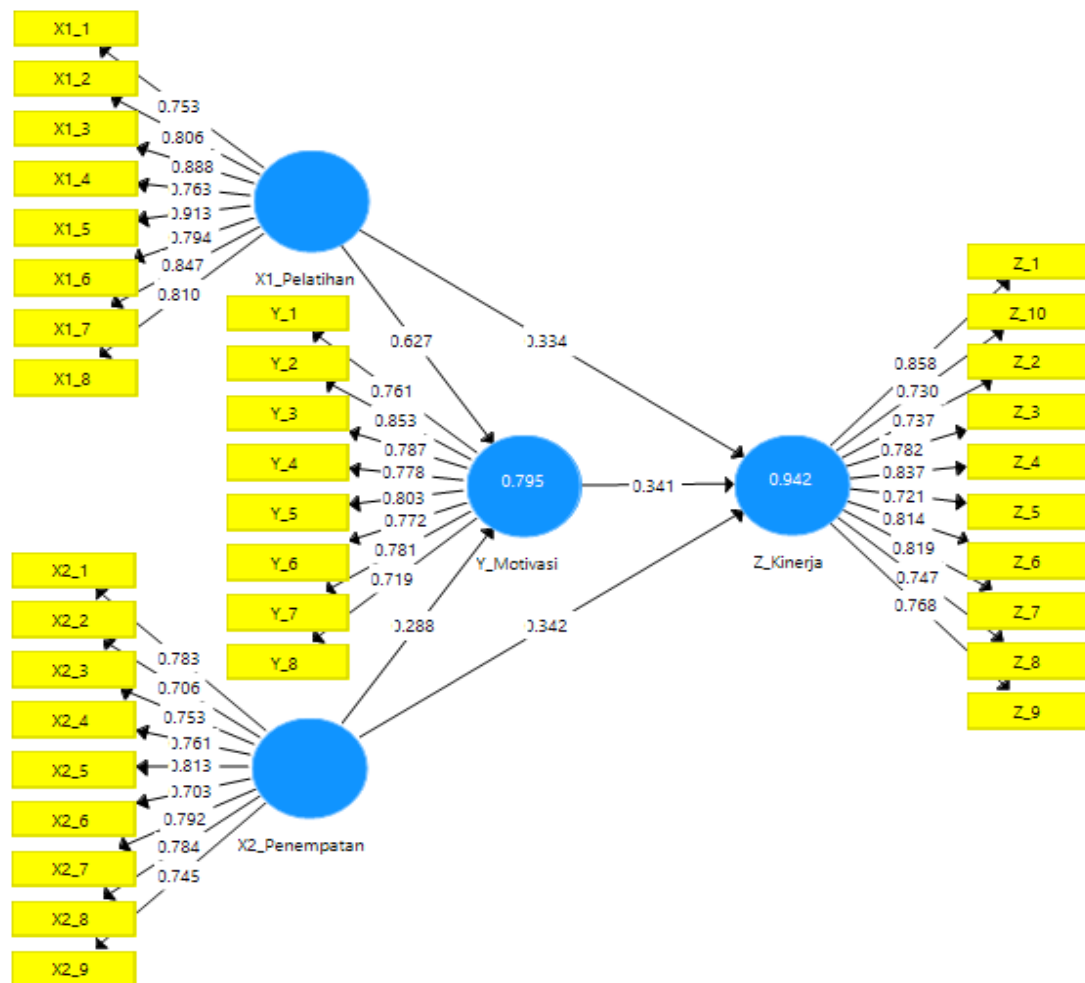 X1_1
X1_2
X1_3
X1_4
X1_5
X1_6
X1_7
X1_8
0.753
0.806
0.888
0.763
0.913
0.794
0.847
0.810
X1_Pelatihan
Y_1
Y_2
Y_3
Y_4
Y_5
Y_6
Y_7
Y_8
0.761
0.853
0.787
0.778
0.803
0.772
0.781
0.719
0.627
0.334
0.795
Y_Motivasi
0.341
0.942
Z_Kinerja
0.288
0.342
X2_1
X2_2
X2_3
X2_4
X2_5
X2_6
X2_7
X2_8
X2_9
0.783
0.706
0.753
0.761
0.813
0.703
0.792
0.784
0.745
X2_Penempatan
0.858
0.730
0.737
0.782
0.837
0.721
0.814
0.819
0.747
0.768
Z_1
Z_10
Z_2
Z_3
Z_4
Z_5
Z_6
Z_7
Z_8
Z_9